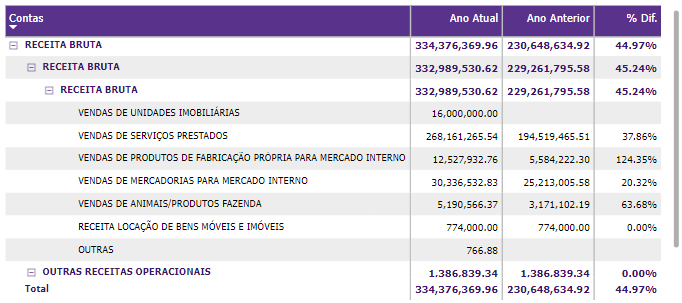 Contas Ano Atual Ano Anterior % Dif.
RECEITA BRUTA 334,376,369.96 230,648,634.92 44.97%
RECEITA BRUTA 332,989,530.62 229,261,795.58 45.24%
RECEITA BRUTA 332,989,530.62 229,261,795.58 45.24%
VENDAS DE UNIDADES IMOBILIÁRIAS 16,000,000.00
VENDAS DE SERVIÇOS PRESTADOS 268,161,265.54 194,519,465.51 37.86%
VENDAS DE PRODUTOS DE FABRICAÇÃO PRÓPRIA PARA MERCADO INTERNO 12,527,932.76 5,584,222.30 124.35%
VENDAS DE MERCADORIAS PARA MERCADO INTERNO 30,336,532.83 25,213,005.58 20.32%
VENDAS DE ANIMAIS/PRODUTOS FAZENDA 5,190,566.37 3,171,102.19 63.68%
RECEITA LOCAÇÃO DE BENS MÓVEIS E IMÓVEIS 774,000.00 774,000.00 0.00%
OUTRAS 766.88
OUTRAS RECEITAS OPERACIONAIS 1,386,839.34 1,386,839.34 0.00%
Total 334,376,369.96 230,648,634.92 44.97%